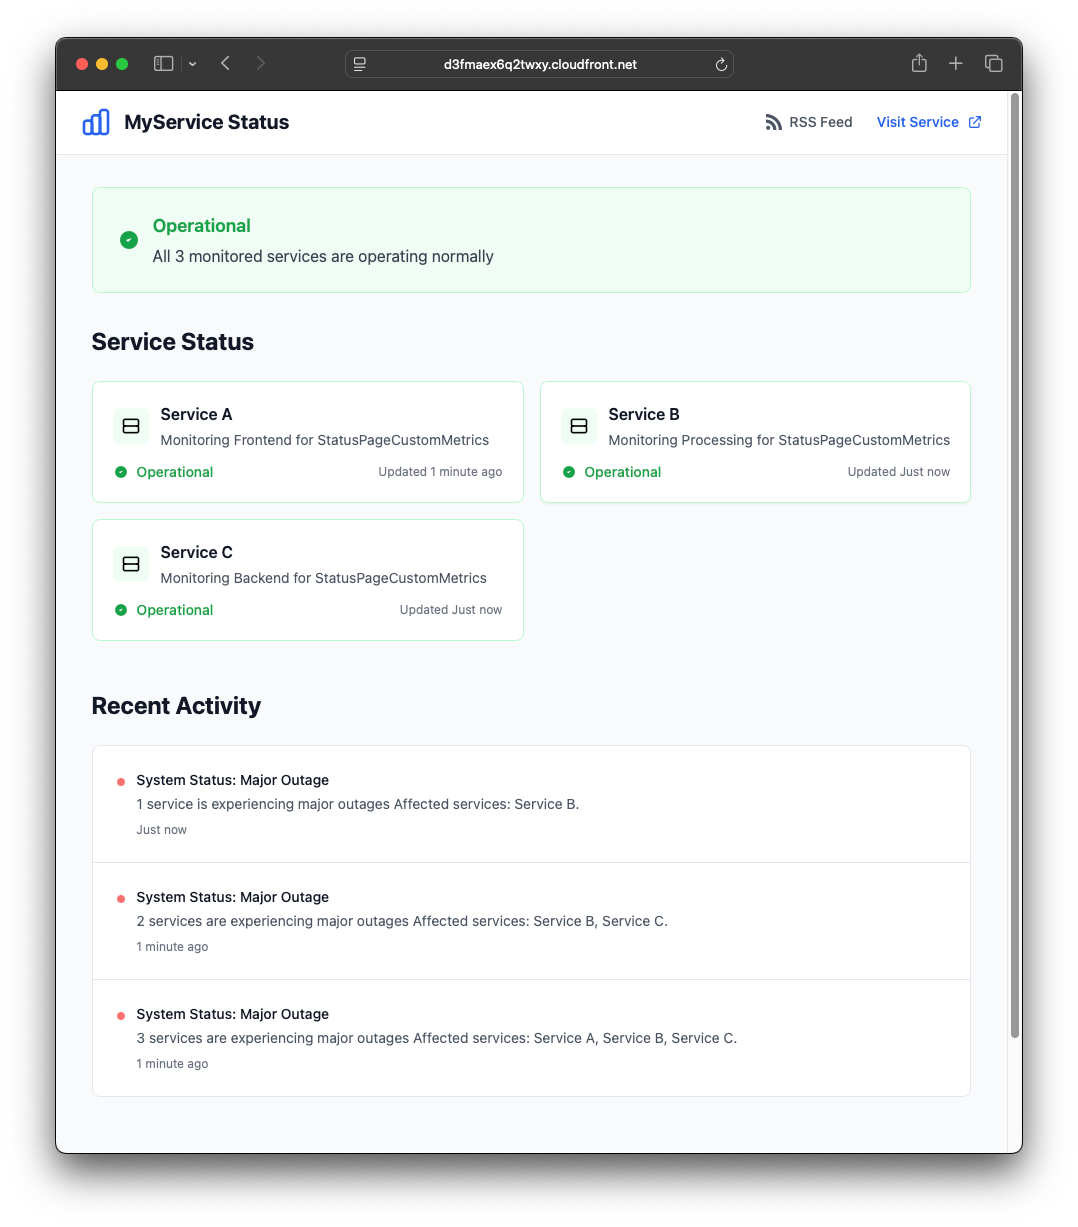 d3fmaex6q2twxy.cloudfront.net
MyService Status
RSS Feed
Visit Service
Operational
All 3 monitored services are operating normally
Service Status
Service A
Monitoring Frontend for StatusPageCustomMetrics
Operational
Updated 1 minute ago
Service B
Monitoring Processing for StatusPageCustomMetrics
Operational
Updated Just now
Service C
Monitoring Backend for StatusPageCustomMetrics
Operational
Updated Just now
Recent Activity
System Status: Major Outage
1 service is experiencing major outages Affected services: Service B.
Just now
System Status: Major Outage
2 services are experiencing major outages Affected services: Service B, Service C.
1 minute ago
System Status: Major Outage
3 services are experiencing major outages Affected services: Service A, Service B, Service C.
1 minute ago